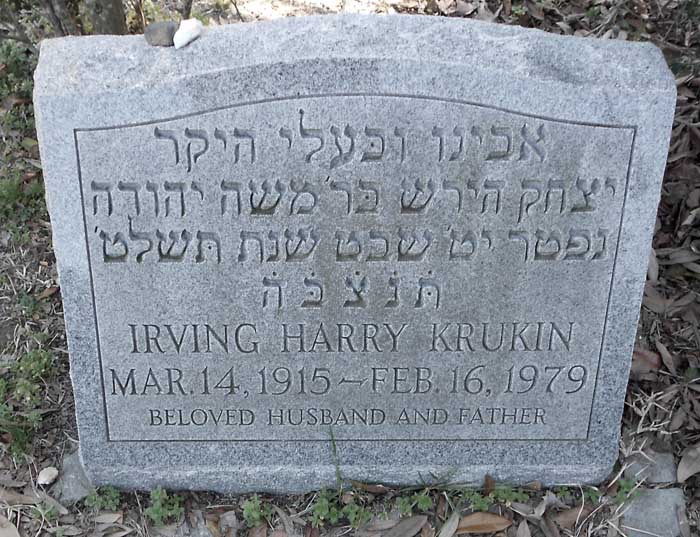 אבינו ובעלי היקר
יצחק הירש בר׳ משה יהודה
נפטר יט׳ שבט שנת תשלט׳
ת נ צ ב ה
IRVING HARRY KRUKIN
MAR. 14, 1915 – FEB. 16, 1979
BELOVED HUSBAND AND FATHER